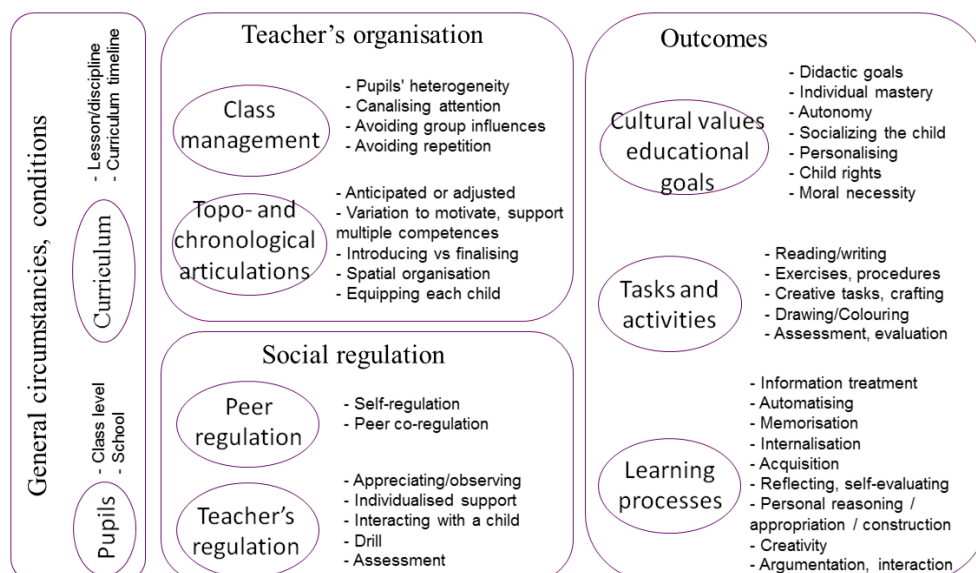 General circumstancies, conditions
Curriculum
- Lesson/discipline
- Curriculum timeline
Pupils
- Class level
- School
Teacher's organisation
Class
management
- Pupils' heterogeneity
- Canalising attention
- Avoiding group influences
- Avoiding repetition
Topo- and
chronological
articulations
- Anticipated or adjusted
- Variation to motivate, support
multiple competences
- Introducing vs finalising
- Spatial organisation
- Equipping each child
Social regulation
Peer
regulation
- Self-regulation
- Peer co-regulation
Teacher's
regulation
- Appreciating/observing
- Individualised support
- Interacting with a child
- Drill
- Assessment
Outcomes
Cultural values
educational
goals
- Didactic goals
- Individual mastery
- Autonomy
- Socializing the child
- Personalising
- Child rights
- Moral necessity
Tasks and
activities
- Reading/writing
- Exercises, procedures
- Creative tasks, crafting
- Drawing/Colouring
- Assessment, evaluation
Learning
processes
- Information treatment
- Automatising
- Memorisation
- Internalisation
- Acquisition
- Reflecting, self-evaluating
- Personal reasoning /
appropriation / construction
- Creativity
- Argumentation, interaction